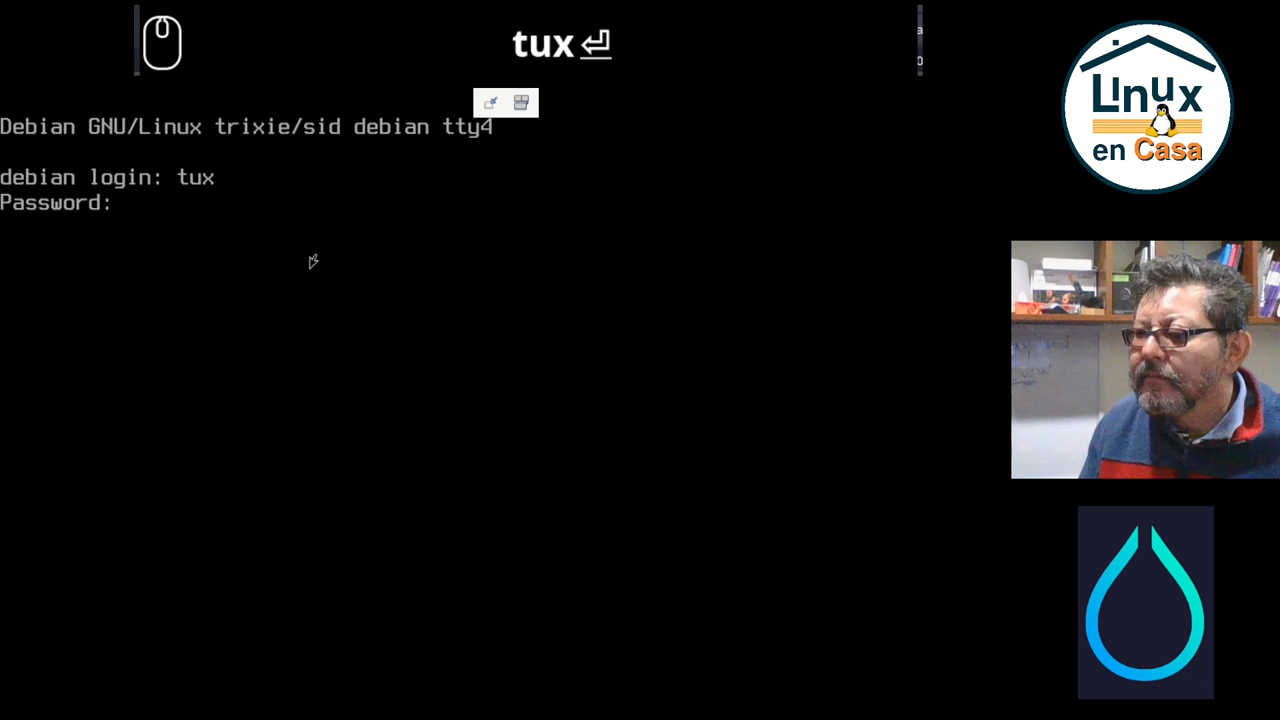 tux
Linux
en Casa
Debian GNU/Linux trixie/sid debian tty4
debian login: tux
Password: